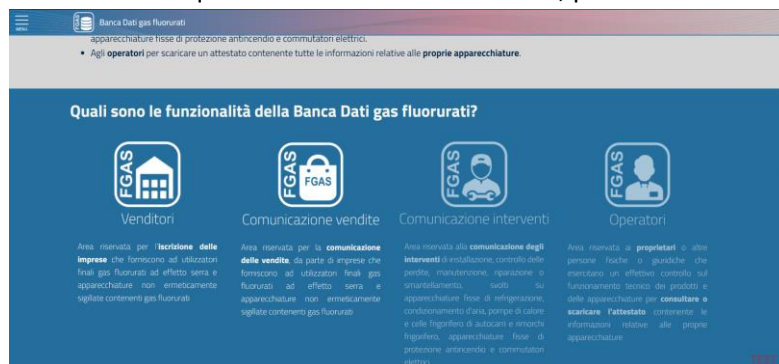 MENU
FGAS
Banca Dati gas fluorurati
apparecchiature fisse di protezione antincendio e commutatori elettrici.
• Agli operatori per scaricare un attestato contenente tutte le informazioni relative alle proprie apparecchiature.
Quali sono le funzionalità della Banca Dati gas fluorurati?
FGAS
Venditori
Area riservata per l'iscrizione delle
imprese che forniscono ad utilizzatori
finali gas fluorurati ad effetto serra e
apparecchiature non ermeticamente
sigillate contenenti gas fluorurati
FGAS
FGAS
Comunicazione vendite
Area riservata per la comunicazione
delle vendite, da parte di imprese che
forniscono ad utilizzatori finali gas
fluorurati ad effetto serra e
apparecchiature non ermeticamente
sigillate contenenti gas fluorurati
FGAS
Comunicazione interventi
Area riservata alla comunicazione degli
interventi di installazione, controllo delle
perdite, manutenzione, riparazione o
smantellamento, svolti su
apparecchiature fisse di refrigerazione,
condizionamento d'aria, pompe di calore
e celle frigorifero di autocarri e rimorchi
frigorifero, apparecchiature fisse di
protezione antincendio e commutatori
elettrici
FGAS
Operatori
Area riservata ai proprietari o altre
persone fisiche o giuridiche che
esercitano un effettivo controllo sul
funzionamento tecnico dei prodotti e
delle apparecchiature per consultare o
scaricare l'attestato contenente le
informazioni relative alle proprie
apparecchiature